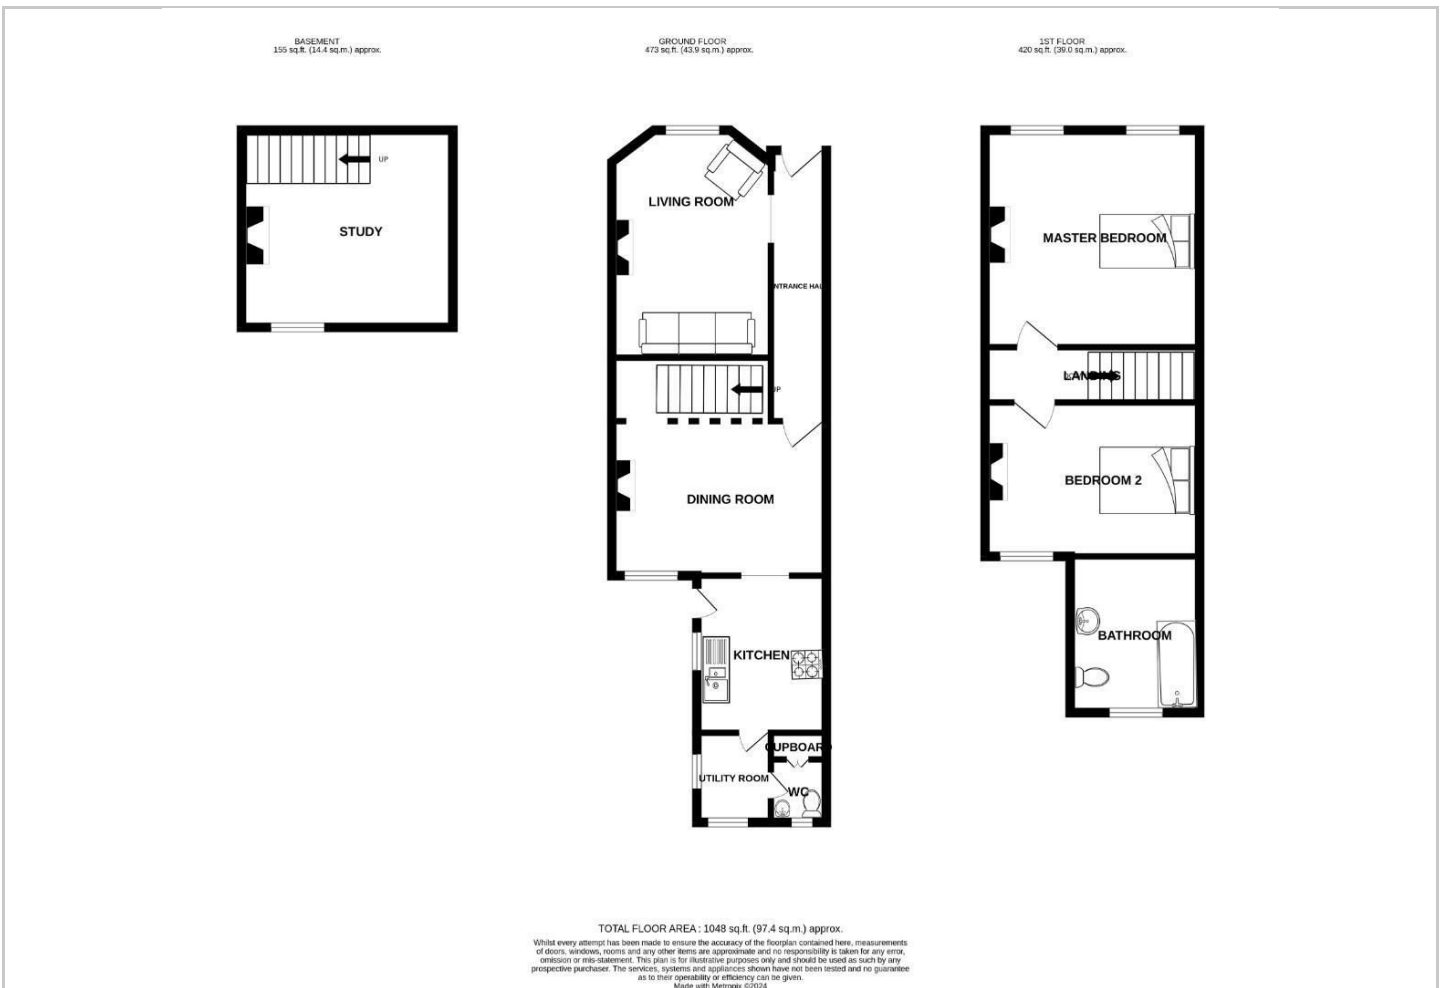 BASEMENT
155 sq.ft. (14.4 sq.m.) approx.
GROUND FLOOR
473 sq.ft. (43.9 sq.m.) approx.
1ST FLOOR
420 sq.ft. (39.0 sq.m.) approx.
UP
STUDY
LIVING ROOM
NTRANCE HAL
UP
DINING ROOM
KITCHEN
CUPBOARD
UTILITY ROOM
WC
MASTER BEDROOM
LANDING
BEDROOM 2
BATHROOM
TOTAL FLOOR AREA : 1048 sq.ft. (97.4 sq.m.) approx.
Whilst every attempt has been made to ensure the accuracy of the floorplan contained here, measurements
of doors, windows, rooms and any other items are approximate and no responsibility is taken for any error,
omission or mis-statement. This plan is for illustrative purposes only and should be used as such by any
prospective purchaser. The services, systems and appliances shown have not been tested and no guarantee
as to their operability or efficiency can be given.
Made with Metropix ©2024